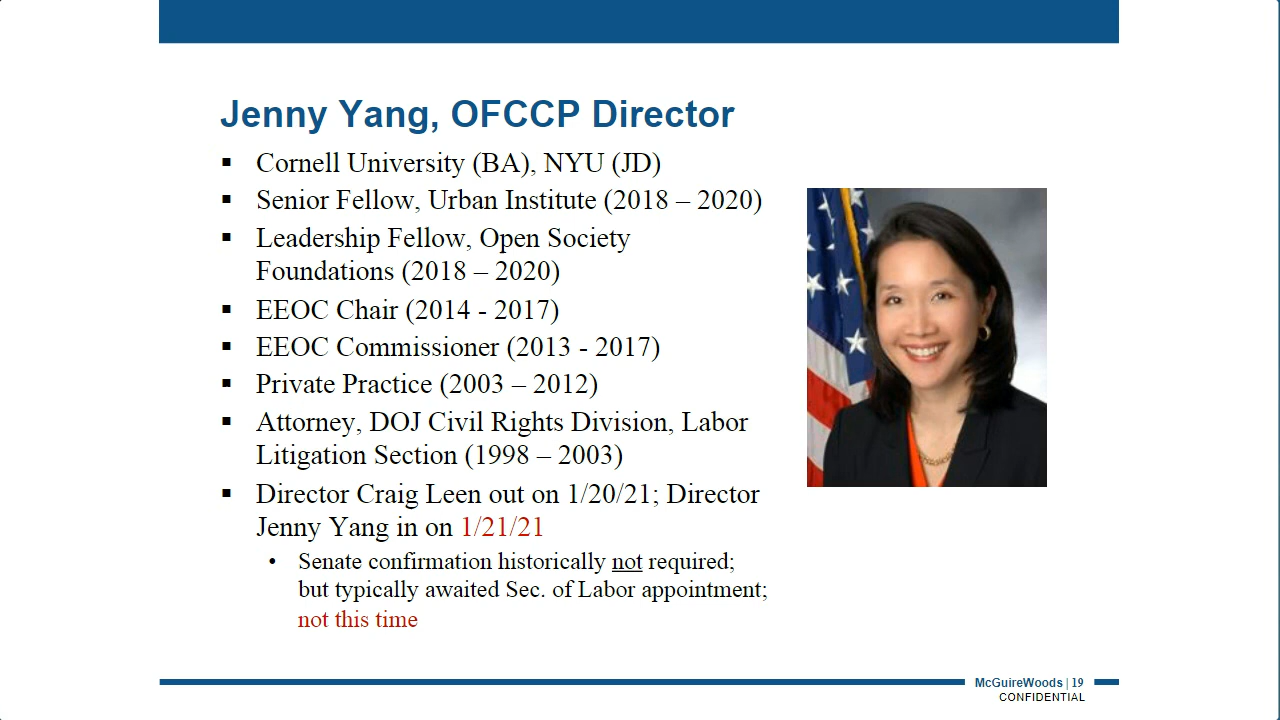 Jenny Yang, OFCCP Director
▪ Cornell University (BA), NYU (JD)
▪ Senior Fellow, Urban Institute (2018 – 2020)
▪ Leadership Fellow, Open Society
Foundations (2018 – 2020)
▪ EEOC Chair (2014 - 2017)
▪ EEOC Commissioner (2013 - 2017)
▪ Private Practice (2003 – 2012)
▪ Attorney, DOJ Civil Rights Division, Labor
Litigation Section (1998 – 2003)
▪ Director Craig Leen out on 1/20/21; Director
Jenny Yang in on 1/21/21
• Senate confirmation historically not required;
but typically awaited Sec. of Labor appointment;
not this time
McGuireWoods | 19
CONFIDENTIAL